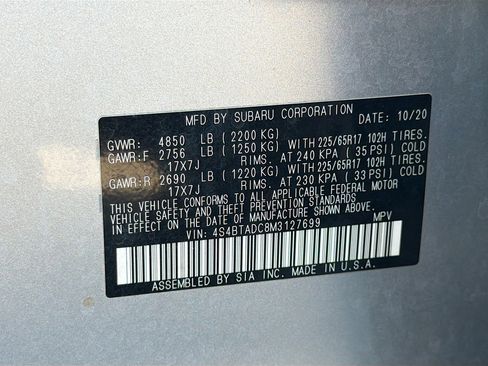 MFD BY SUBARU CORPORATION DATE: 10/20
GVWR: 4850 LB (2200 KG)
GAWR:F 2756 LB (1250 KG) WITH 225/65R17 102H TIRES.
17X7J RIMS. AT 240 KPA (35 PSI) COLD
GAWR:R 2690 LB (1220 KG) WITH 225/65R17 102H TIRES.
17X7J RIMS. AT 230 KPA (33 PSI) COLD
THIS VEHICLE CONFORMS TO ALL APPLICABLE FEDERAL MOTOR
VEHICLE SAFETY AND THEFT PREVENTION STANDARDS
IN EFFECT ON THE DATE OF MANUFACTURE SHOWN ABOVE.
VIN: 4S4BTADC8M3127699 MPV
ASSEMBLED BY SIA INC. MADE IN U.S.A.